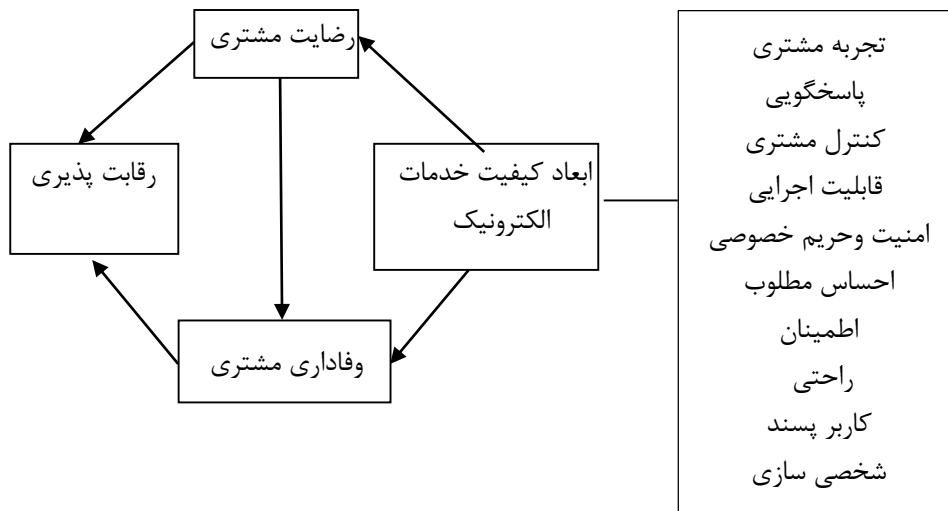 رضایت مشتری
رقابت پذیری
ابعاد کیفیت خدمات
الکترونیک
وفاداری مشتری
تجربه مشتری
پاسخگویی
کنترل مشتری
قابلیت اجرایی
امنیت وحریم خصوصی
احساس مطلوب
اطمینان
راحتی
کاربر پسند
شخصی سازی